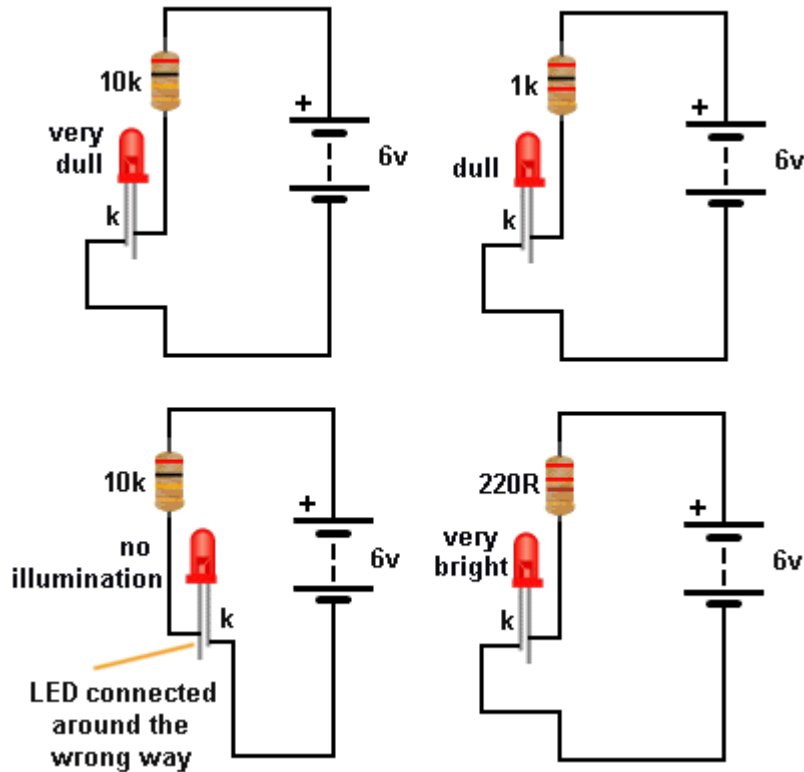 10k
very
dull
k
+
6v
1k
dull
k
+
6v
10k
no
illumination
k
+
6v
LED connected
around the
wrong way
220R
very
bright
k
+
6v